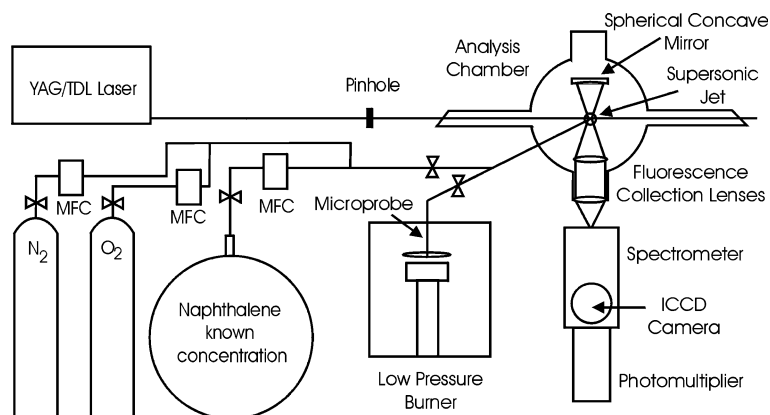 Spherical Concave
Mirror
Analysis
Chamber
Supersonic
Jet
YAG/TDL Laser
Pinhole
Fluorescence
Collection Lenses
MFC
MFC
MFC
Microprobe
N2
O2
Spectrometer
Naphthalene
known
concentration
ICCD
Camera
Low Pressure
Burner
Photomultiplier